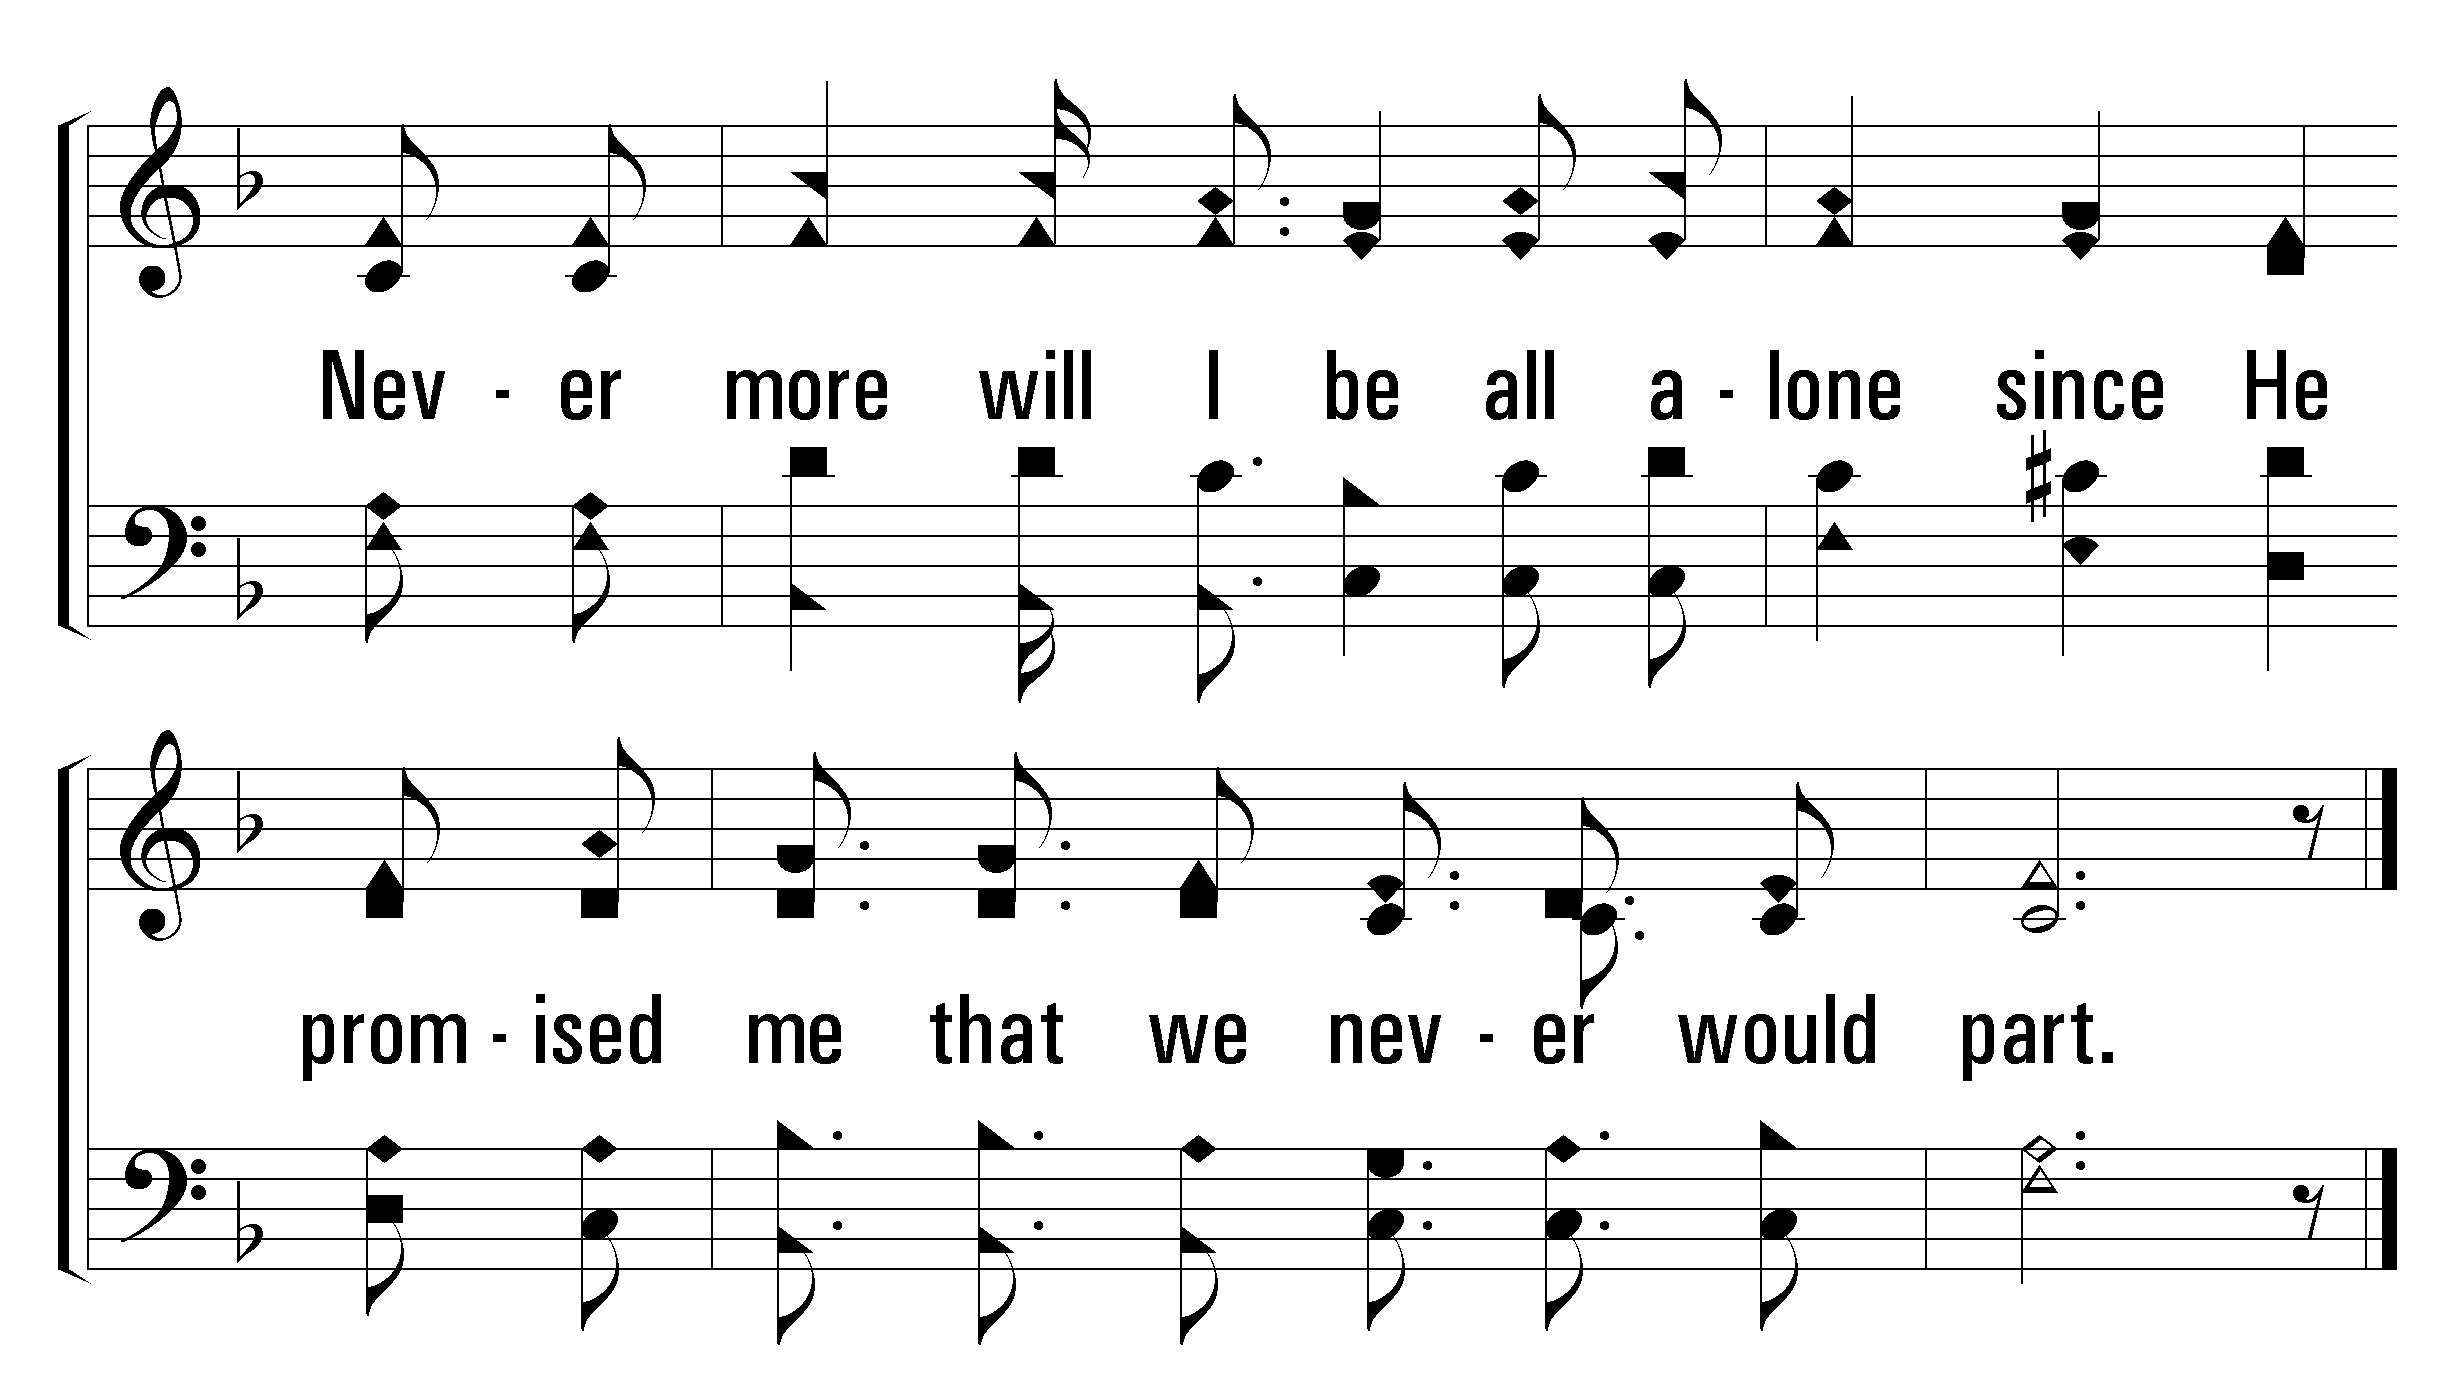 Nev - er more will I be all a - lone since He
prom - ised me that we nev - er would part.